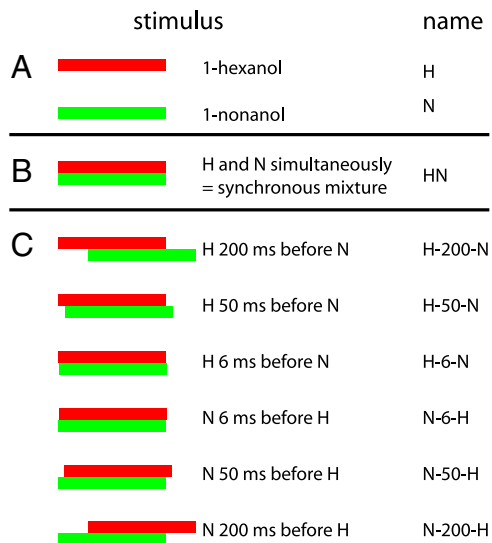 stimulus name
A
1-hexanol H
1-nonanol N
B
H and N simultaneously
= synchronous mixture HN
C
H 200 ms before N H-200-N
H 50 ms before N H-50-N
H 6 ms before N H-6-N
N 6 ms before H N-6-H
N 50 ms before H N-50-H
N 200 ms before H N-200-H